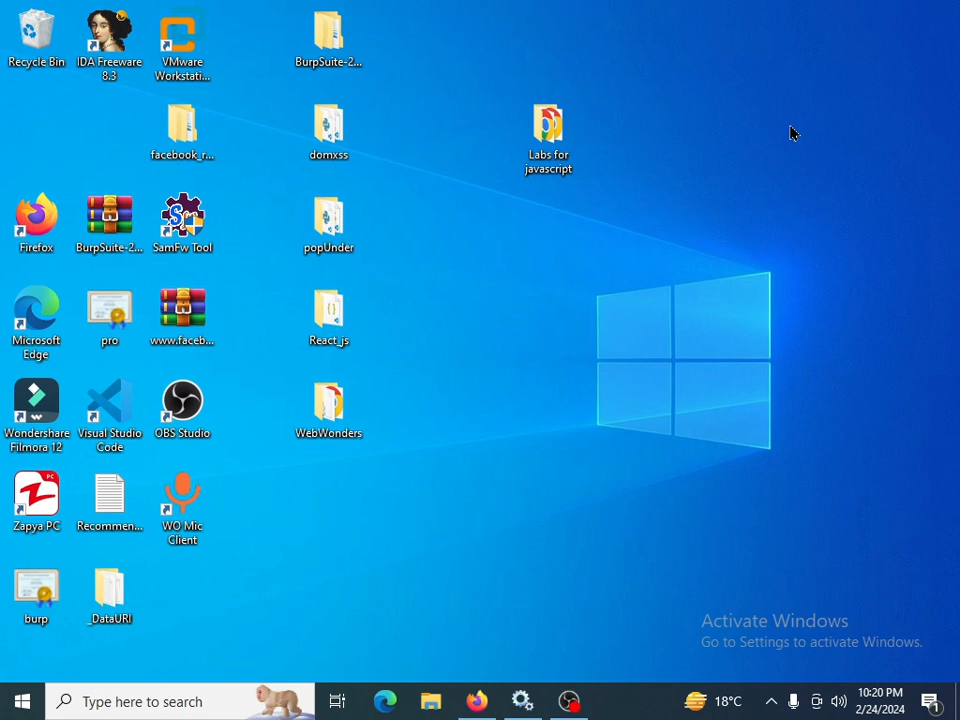 Recycle Bin
IDA Freeware
8.3
VMware
Workstati...
BurpSuite-2...
facebook_r...
domxss
Labs for
javascript
Firefox
BurpSuite-2...
SamFw Tool
popUnder
Microsoft
Edge
pro
www.faceb...
React_js
Wondershare
Filmora 12
Visual Studio
Code
OBS Studio
WebWonders
PC
Zapya PC
Recommen...
WO Mic
Client
burp
_DataURI
Activate Windows
Go to Settings to activate Windows.
Type here to search
18°C
10:20 PM
2/24/2024
1